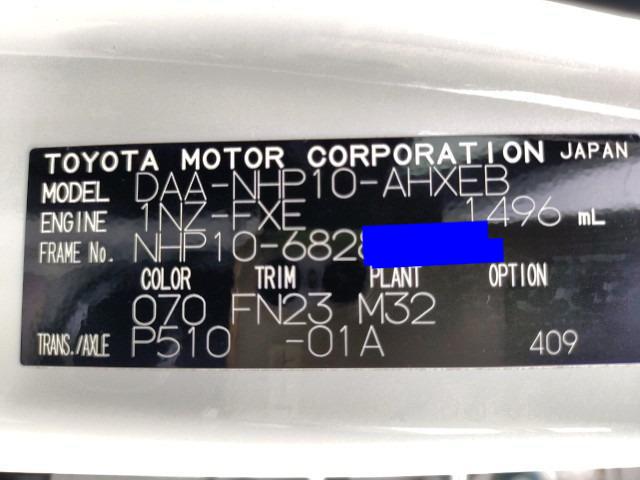 TOYOTA MOTOR CORPORATION JAPAN
MODEL DAA-NHP10-AHXEB
ENGINE 1NZ-FXE 1496 mL
FRAME No. NHP10-6828
COLOR TRIM PLANT OPTION
070 FN23 M32
TRANS./AXLE P510 -01A 409